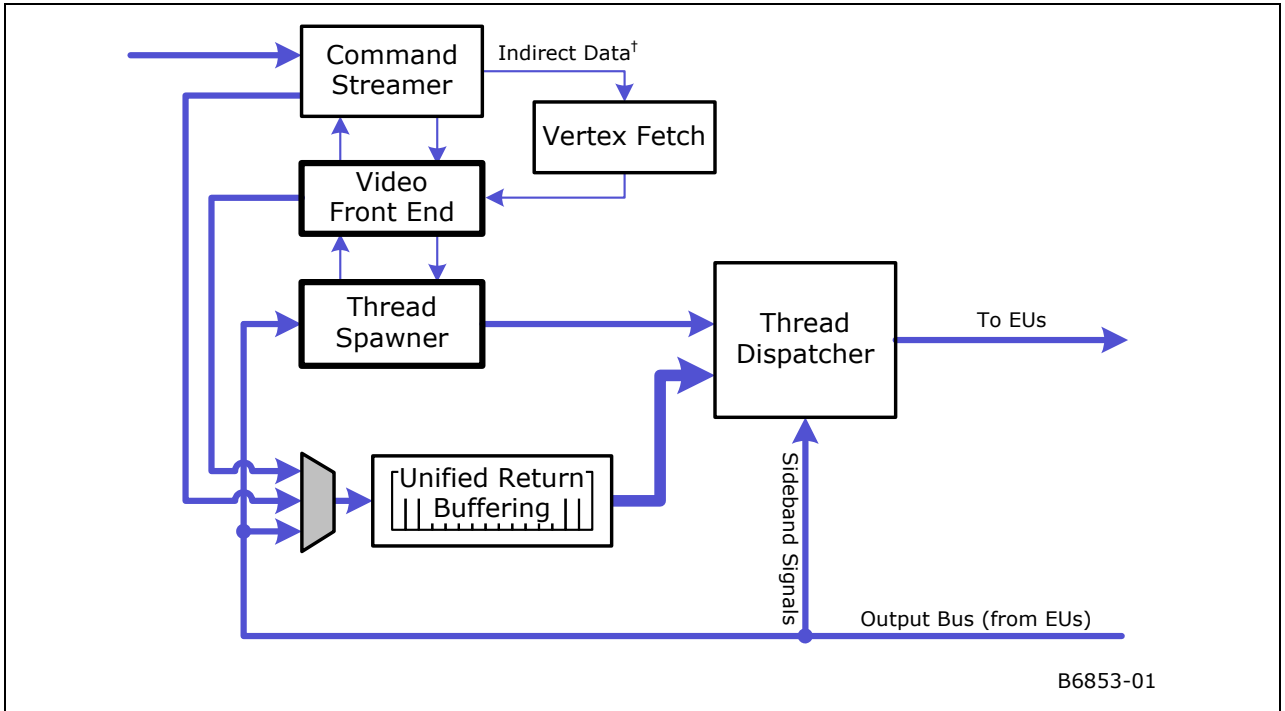 Command
Streamer
Indirect Data†
Vertex Fetch
Video
Front End
Thread
Spawner
Thread
Dispatcher
To EUs
Unified Return
Buffering
Sideband Signals
Output Bus (from EUs)
B6853-01